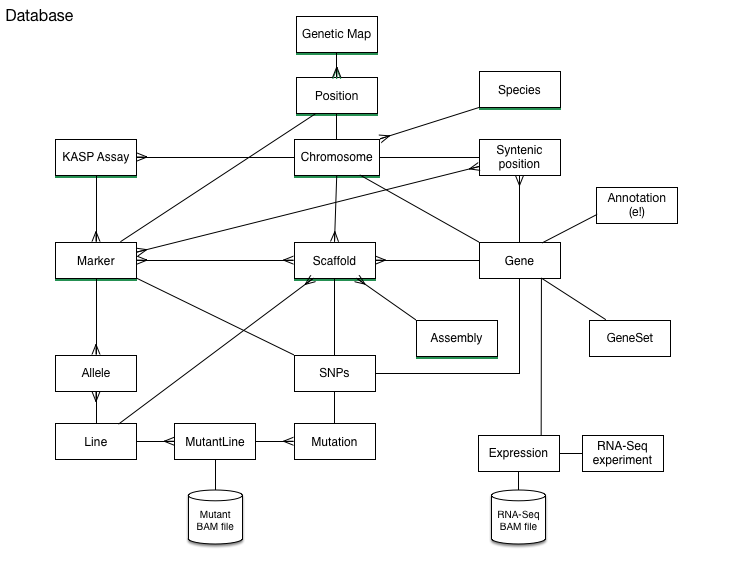 Database
Genetic Map
Position
Species
KASP Assay
Chromosome
Syntenic
position
Annotation
(e!)
Marker
Scaffold
Gene
Assembly
GeneSet
Allele
SNPs
Line
MutantLine
Mutation
Expression
RNA-Seq
experiment
Mutant
BAM file
RNA-Seq
BAM file